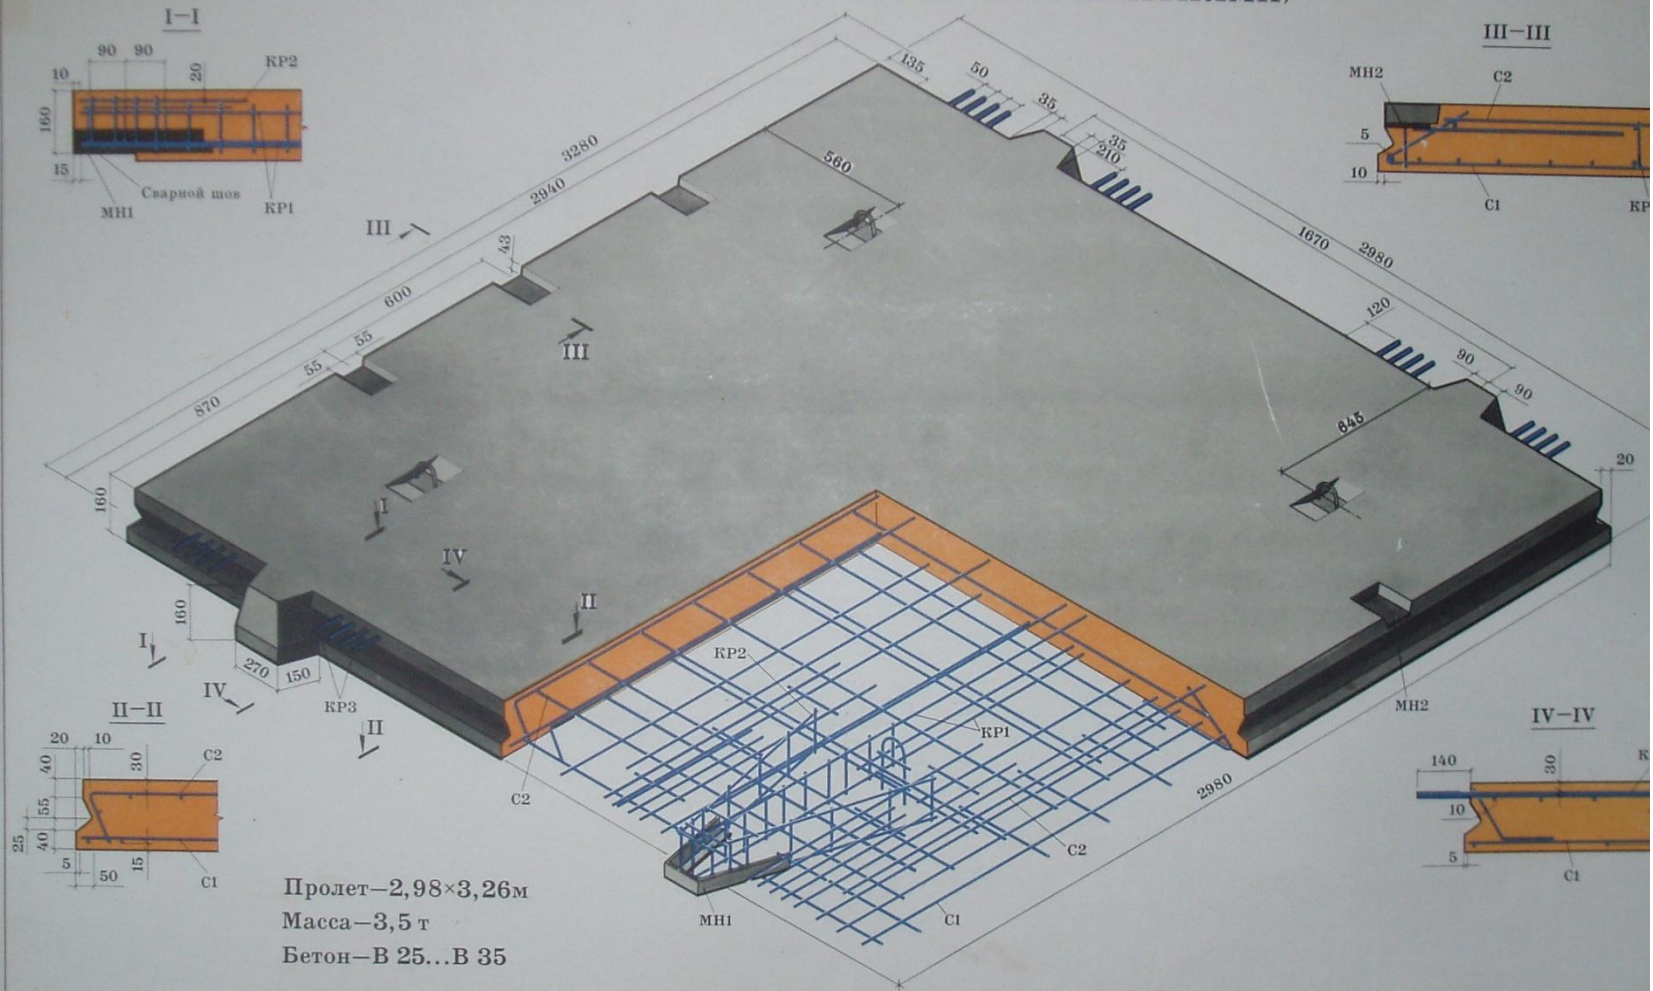 I–I
90 90
10
20
КР2
160
15
Сварной шов
МН1
КР1
III–III
МН2
С2
5
10
С1
КР
3280
2940
600
870
55
55
43
160
135
50
35
35
210
560
1670
2980
120
90
90
645
20
III
III
I
IV
II
160
I
270
150
IV
КР3
II
КР2
КР1
С2
С2
МН1
С1
2980
МН2
II–II
20 10
40
30
С2
55
25
40
5
50
15
С1
IV–IV
140
30
К
10
5
С1
Пролет–2,98×3,26м
Масса–3,5 т
Бетон–В 25...В 35